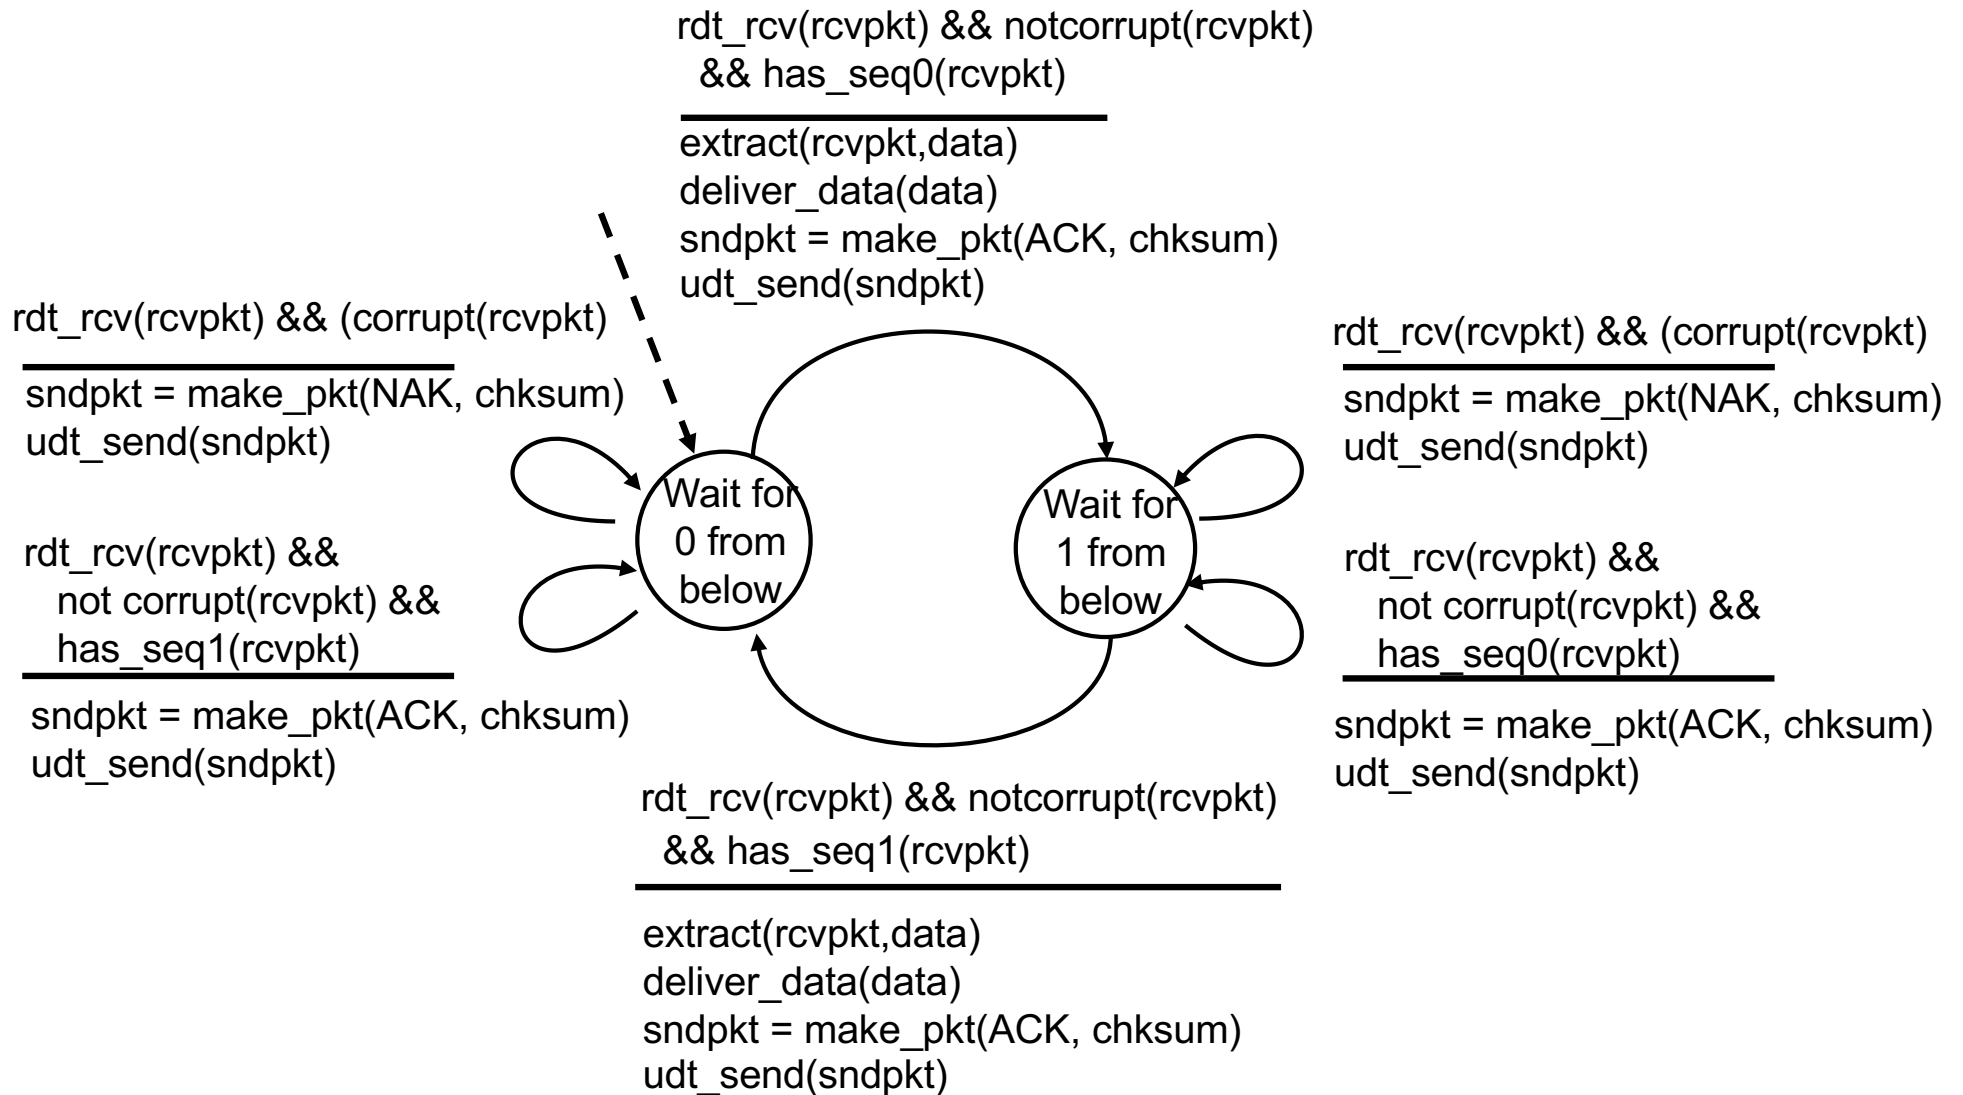 rdt_rcv(rcvpkt) && notcorrupt(rcvpkt)
&& has_seq0(rcvpkt)
extract(rcvpkt,data)
deliver_data(data)
sndpkt = make_pkt(ACK, chksum)
udt_send(sndpkt)
rdt_rcv(rcvpkt) && (corrupt(rcvpkt)
sndpkt = make_pkt(NAK, chksum)
udt_send(sndpkt)
rdt_rcv(rcvpkt) &&
not corrupt(rcvpkt) &&
has_seq1(rcvpkt)
sndpkt = make_pkt(ACK, chksum)
udt_send(sndpkt)
Wait for
0 from
below
Wait for
1 from
below
rdt_rcv(rcvpkt) && (corrupt(rcvpkt)
sndpkt = make_pkt(NAK, chksum)
udt_send(sndpkt)
rdt_rcv(rcvpkt) &&
not corrupt(rcvpkt) &&
has_seq0(rcvpkt)
sndpkt = make_pkt(ACK, chksum)
udt_send(sndpkt)
rdt_rcv(rcvpkt) && notcorrupt(rcvpkt)
&& has_seq1(rcvpkt)
extract(rcvpkt,data)
deliver_data(data)
sndpkt = make_pkt(ACK, chksum)
udt_send(sndpkt)